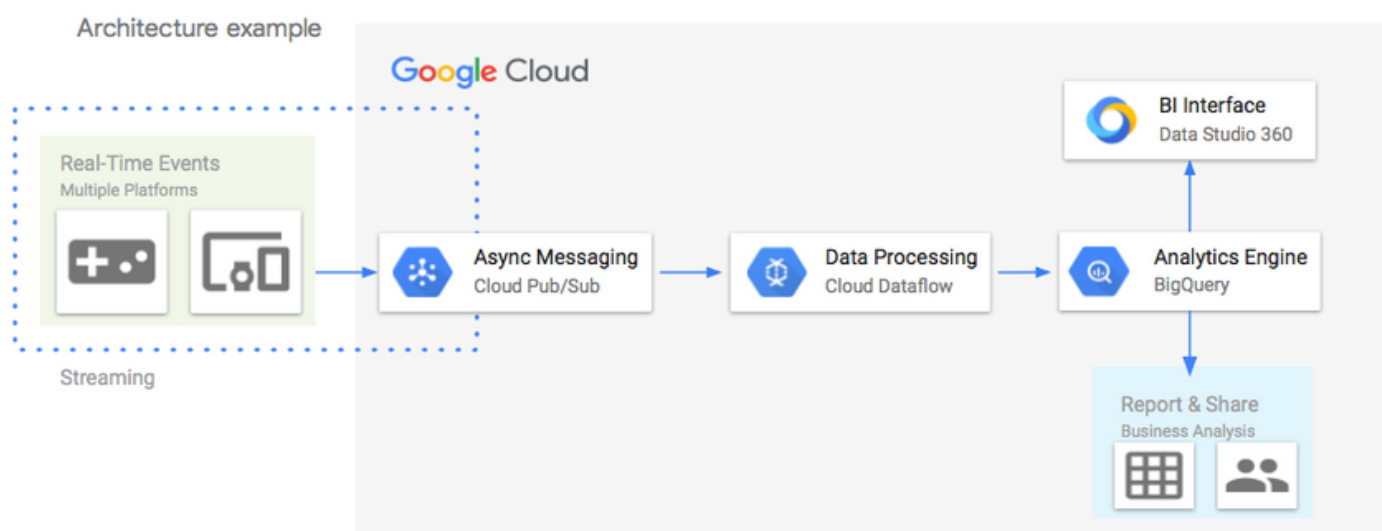 Architecture example
Google Cloud
Real-Time Events
Multiple Platforms
Streaming
Async Messaging
Cloud Pub/Sub
Data Processing
Cloud Dataflow
Analytics Engine
BigQuery
BI Interface
Data Studio 360
Report & Share
Business Analysis